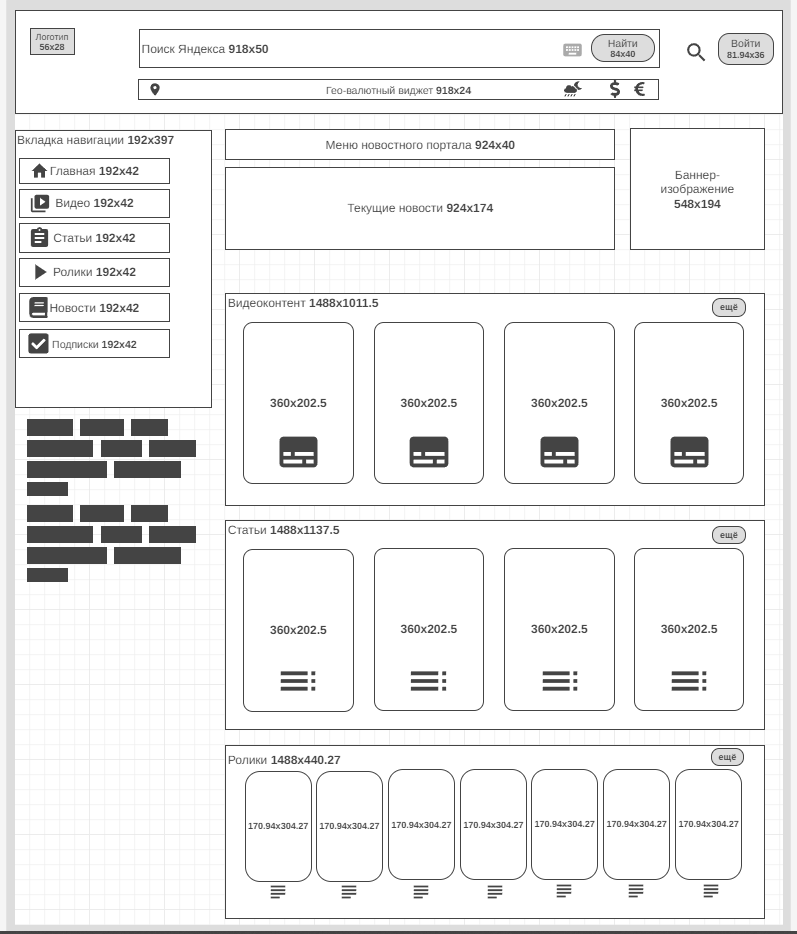 Логотип
56x28
Поиск Яндекса 918x50
Найти
84x40
Войти
81.94x36
Гео-валютный виджет 918x24
$ €
Вкладка навигации 192x397
Главная 192x42
Видео 192x42
Статьи 192x42
Ролики 192x42
Новости 192x42
Подписки 192x42
Меню новостного портала 924x40
Текущие новости 924x174
Баннер-
изображение
548x194
Видеоконтент 1488x1011.5
ещё
360x202.5 360x202.5 360x202.5 360x202.5
Статьи 1488x1137.5
ещё
360x202.5 360x202.5 360x202.5 360x202.5
Ролики 1488x440.27
ещё
170.94x304.27 170.94x304.27 170.94x304.27 170.94x304.27 170.94x304.27 170.94x304.27 170.94x304.27